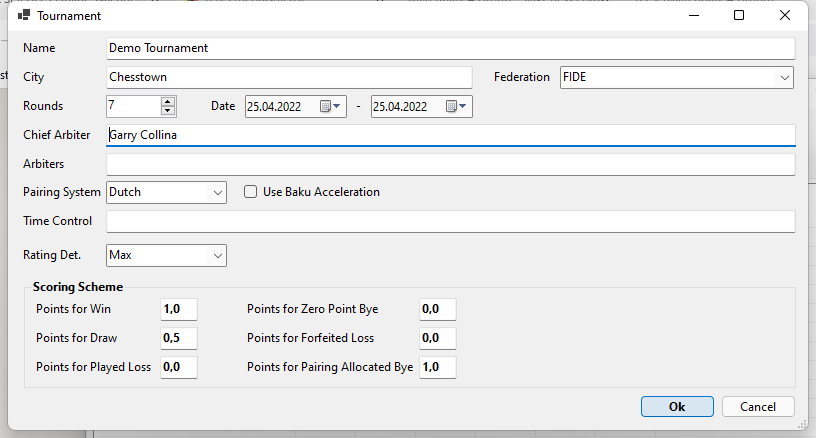 Tournament
Name Demo Tournament
City Chesstown Federation FIDE
Rounds 7 Date 25.04.2022 - 25.04.2022
Chief Arbiter Garry Collina
Arbiters
Pairing System Dutch Use Baku Acceleration
Time Control
Rating Det. Max
Scoring Scheme
Points for Win 1,0 Points for Zero Point Bye 0,0
Points for Draw 0,5 Points for Forfeited Loss 0,0
Points for Played Loss 0,0 Points for Pairing Allocated Bye 1,0
Ok Cancel